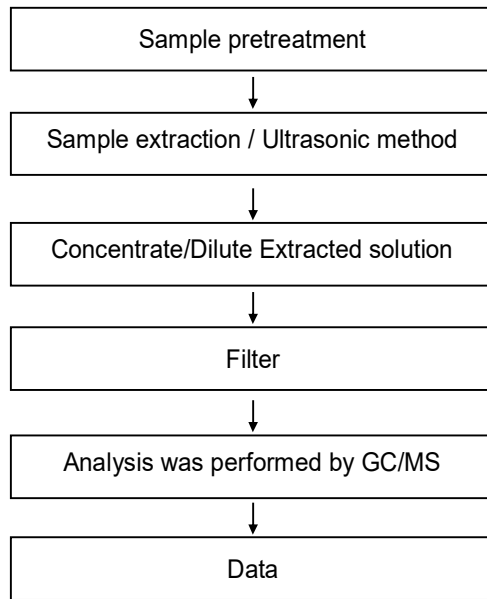 Sample pretreatment
Sample extraction / Ultrasonic method
Concentrate/Dilute Extracted solution
Filter
Analysis was performed by GC/MS
Data